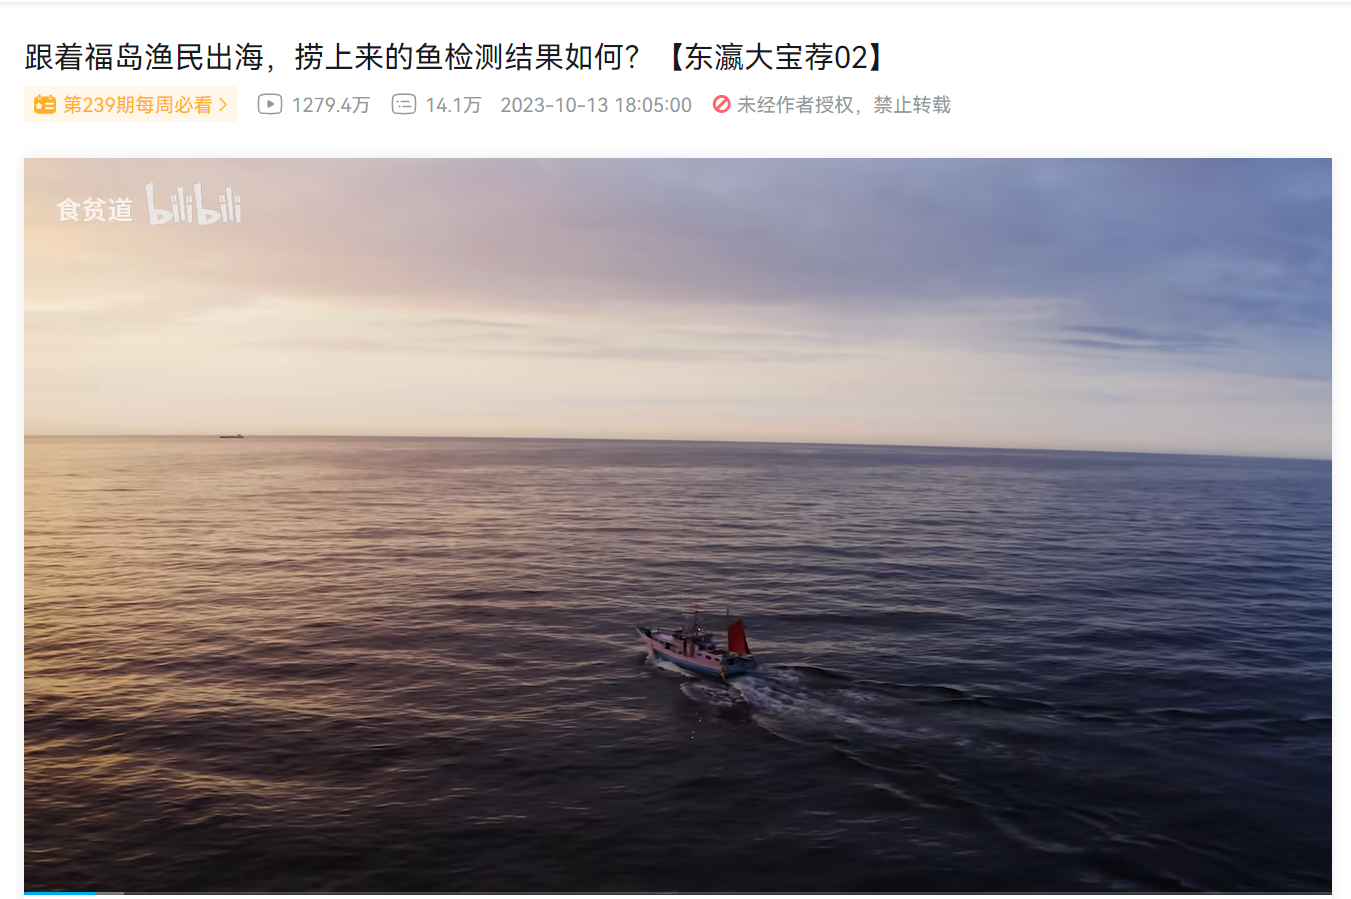 跟着福岛渔民出海，捞上来的鱼检测结果如何？【东瀛大宝荐02】
第239期每周必看 1279.4万 14.1万 2023-10-13 18:05:00 未经作者授权，禁止转载
食贫道 bilibili